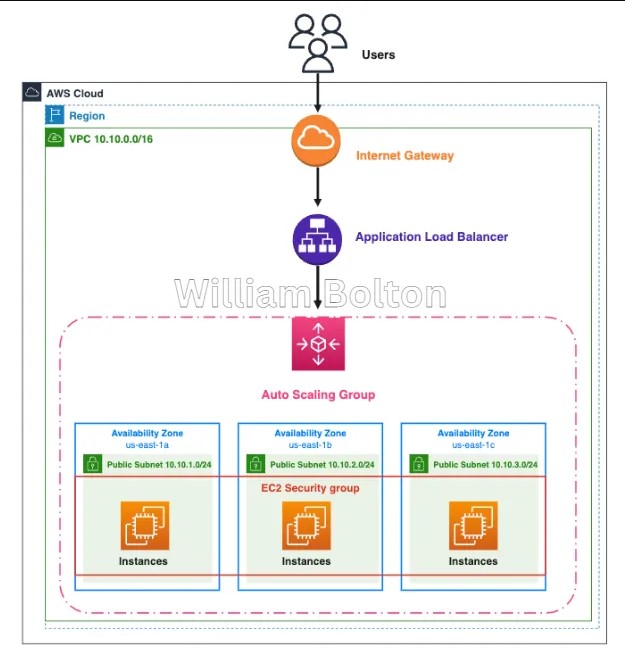 Users
AWS Cloud
Region
VPC 10.10.0.0/16
Internet Gateway
Application Load Balancer
William Bolton
Auto Scaling Group
Availability Zone
us-east-1a
Availability Zone
us-east-1b
Availability Zone
us-east-1c
Public Subnet 10.10.1.0/24
Public Subnet 10.10.2.0/24
Public Subnet 10.10.3.0/24
EC2 Security group
Instances
Instances
Instances